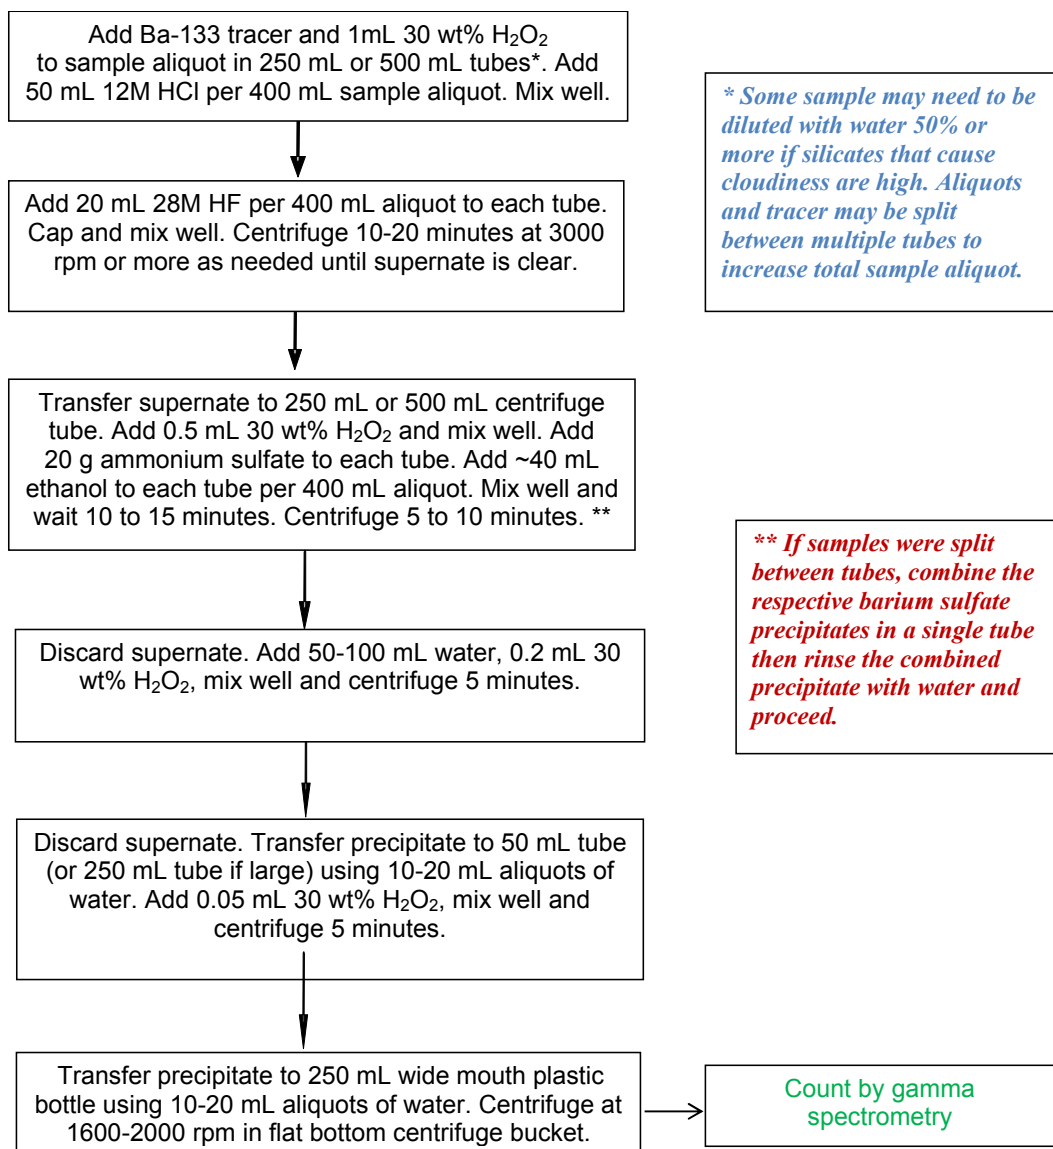 Add Ba-133 tracer and 1mL 30 wt% H₂O₂
to sample aliquot in 250 mL or 500 mL tubes*. Add
50 mL 12M HCl per 400 mL sample aliquot. Mix well.
* Some sample may need to be
diluted with water 50% or
more if silicates that cause
cloudiness are high. Aliquots
and tracer may be split
between multiple tubes to
increase total sample aliquot.
Add 20 mL 28M HF per 400 mL aliquot to each tube.
Cap and mix well. Centrifuge 10-20 minutes at 3000
rpm or more as needed until supernate is clear.
Transfer supernate to 250 mL or 500 mL centrifuge
tube. Add 0.5 mL 30 wt% H₂O₂ and mix well. Add
20 g ammonium sulfate to each tube. Add ~40 mL
ethanol to each tube per 400 mL aliquot. Mix well and
wait 10 to 15 minutes. Centrifuge 5 to 10 minutes. **
** If samples were split
between tubes, combine the
respective barium sulfate
precipitates in a single tube
then rinse the combined
precipitate with water and
proceed.
Discard supernate. Add 50-100 mL water, 0.2 mL 30
wt% H₂O₂, mix well and centrifuge 5 minutes.
Discard supernate. Transfer precipitate to 50 mL tube
(or 250 mL tube if large) using 10-20 mL aliquots of
water. Add 0.05 mL 30 wt% H₂O₂, mix well and
centrifuge 5 minutes.
Transfer precipitate to 250 mL wide mouth plastic
bottle using 10-20 mL aliquots of water. Centrifuge at
1600-2000 rpm in flat bottom centrifuge bucket.
Count by gamma
spectrometry